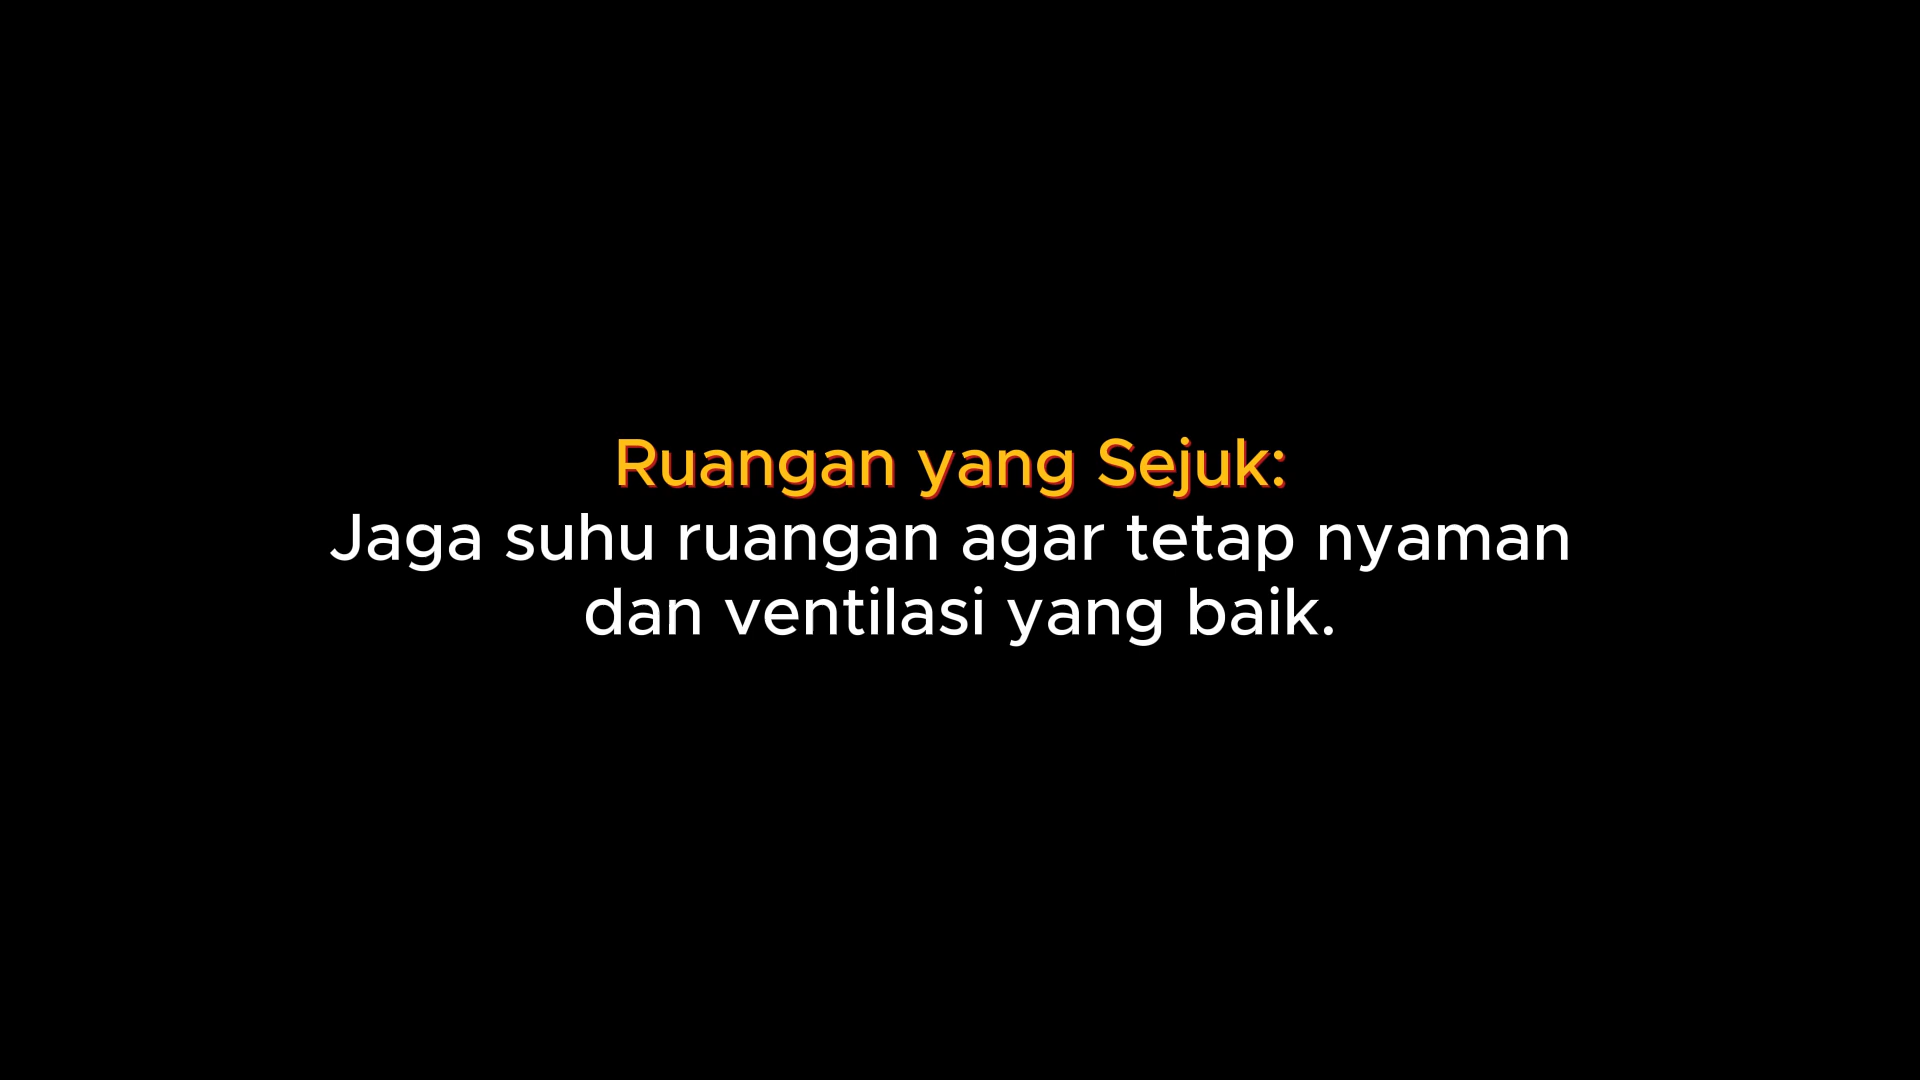 Ruangan yang Sejuk:
Jaga suhu ruangan agar tetap nyaman
dan ventilasi yang baik.